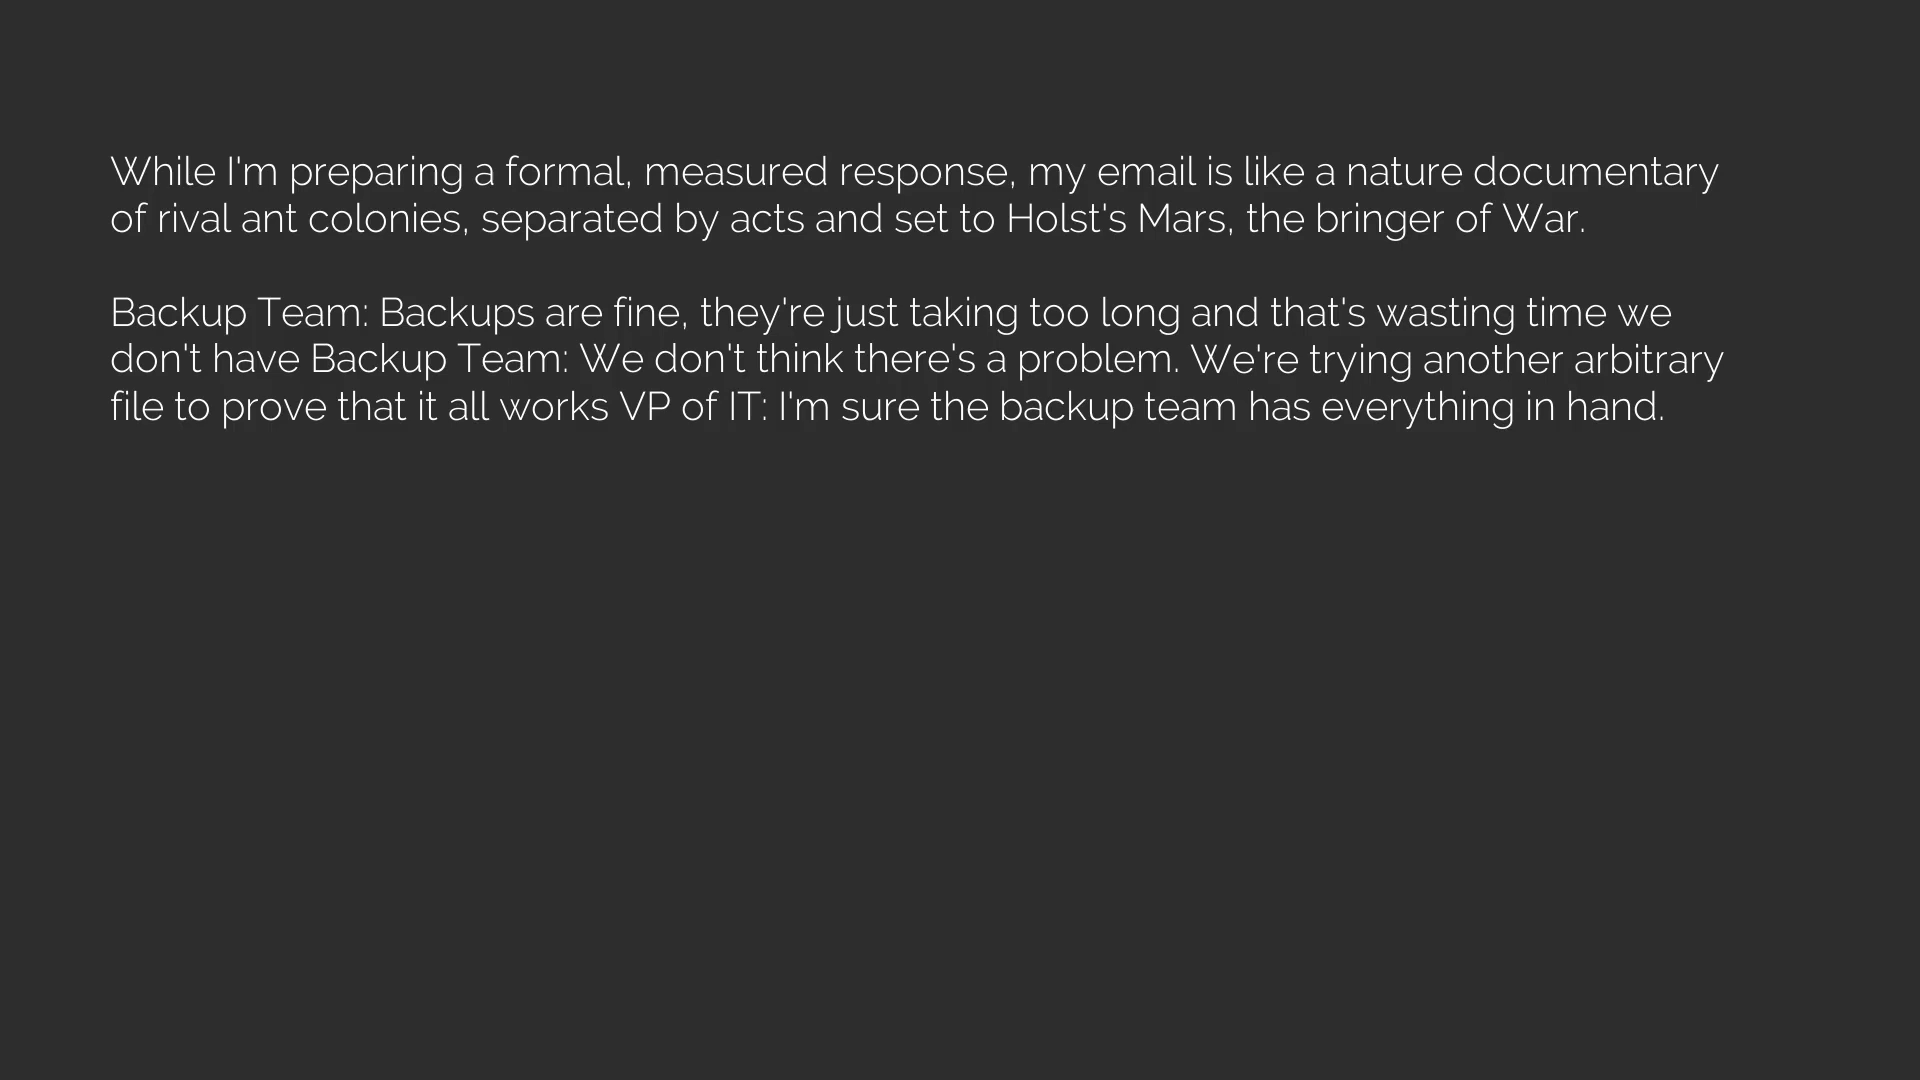 While I'm preparing a formal, measured response, my email is like a nature documentary
of rival ant colonies, separated by acts and set to Holst's Mars, the bringer of War.
Backup Team: Backups are fine, they're just taking too long and that's wasting time we
don't have Backup Team: We don't think there's a problem. We're trying another arbitrary
file to prove that it all works VP of IT: I'm sure the backup team has everything in hand.